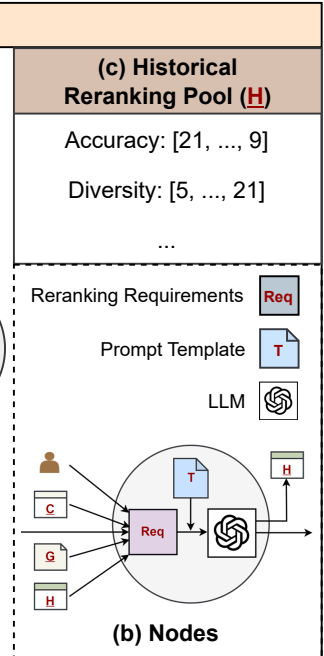 (c) Historical
Reranking Pool (H)
Accuracy: [21, ..., 9]
Diversity: [5, ..., 21]
...
Reranking Requirements Req
Prompt Template T
LLM
T
H
C
Req
G
H
(b) Nodes